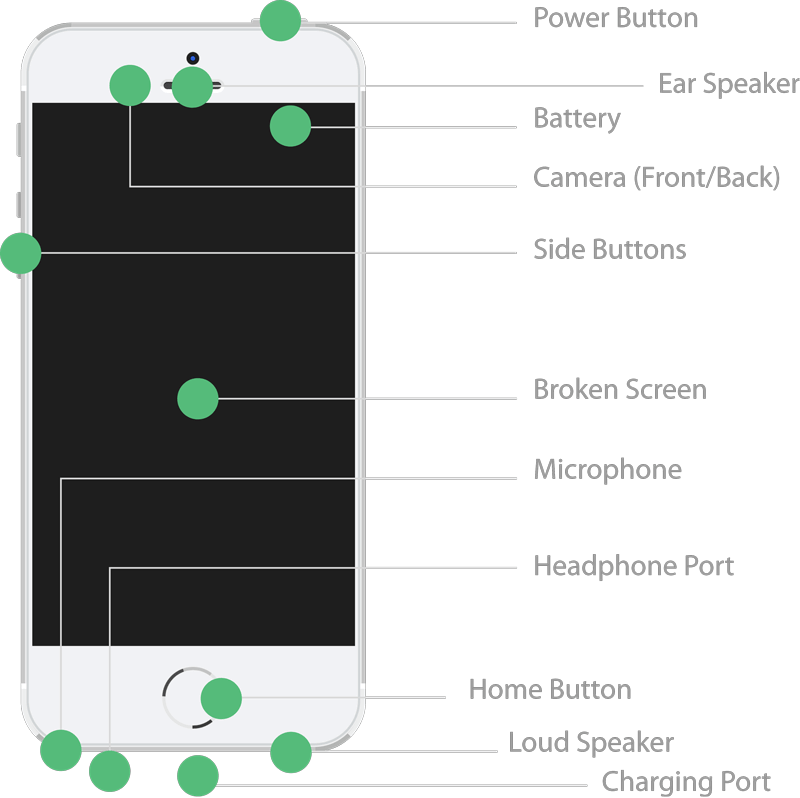 Power Button
Ear Speaker
Battery
Camera (Front/Back)
Side Buttons
Broken Screen
Microphone
Headphone Port
Home Button
Loud Speaker
Charging Port